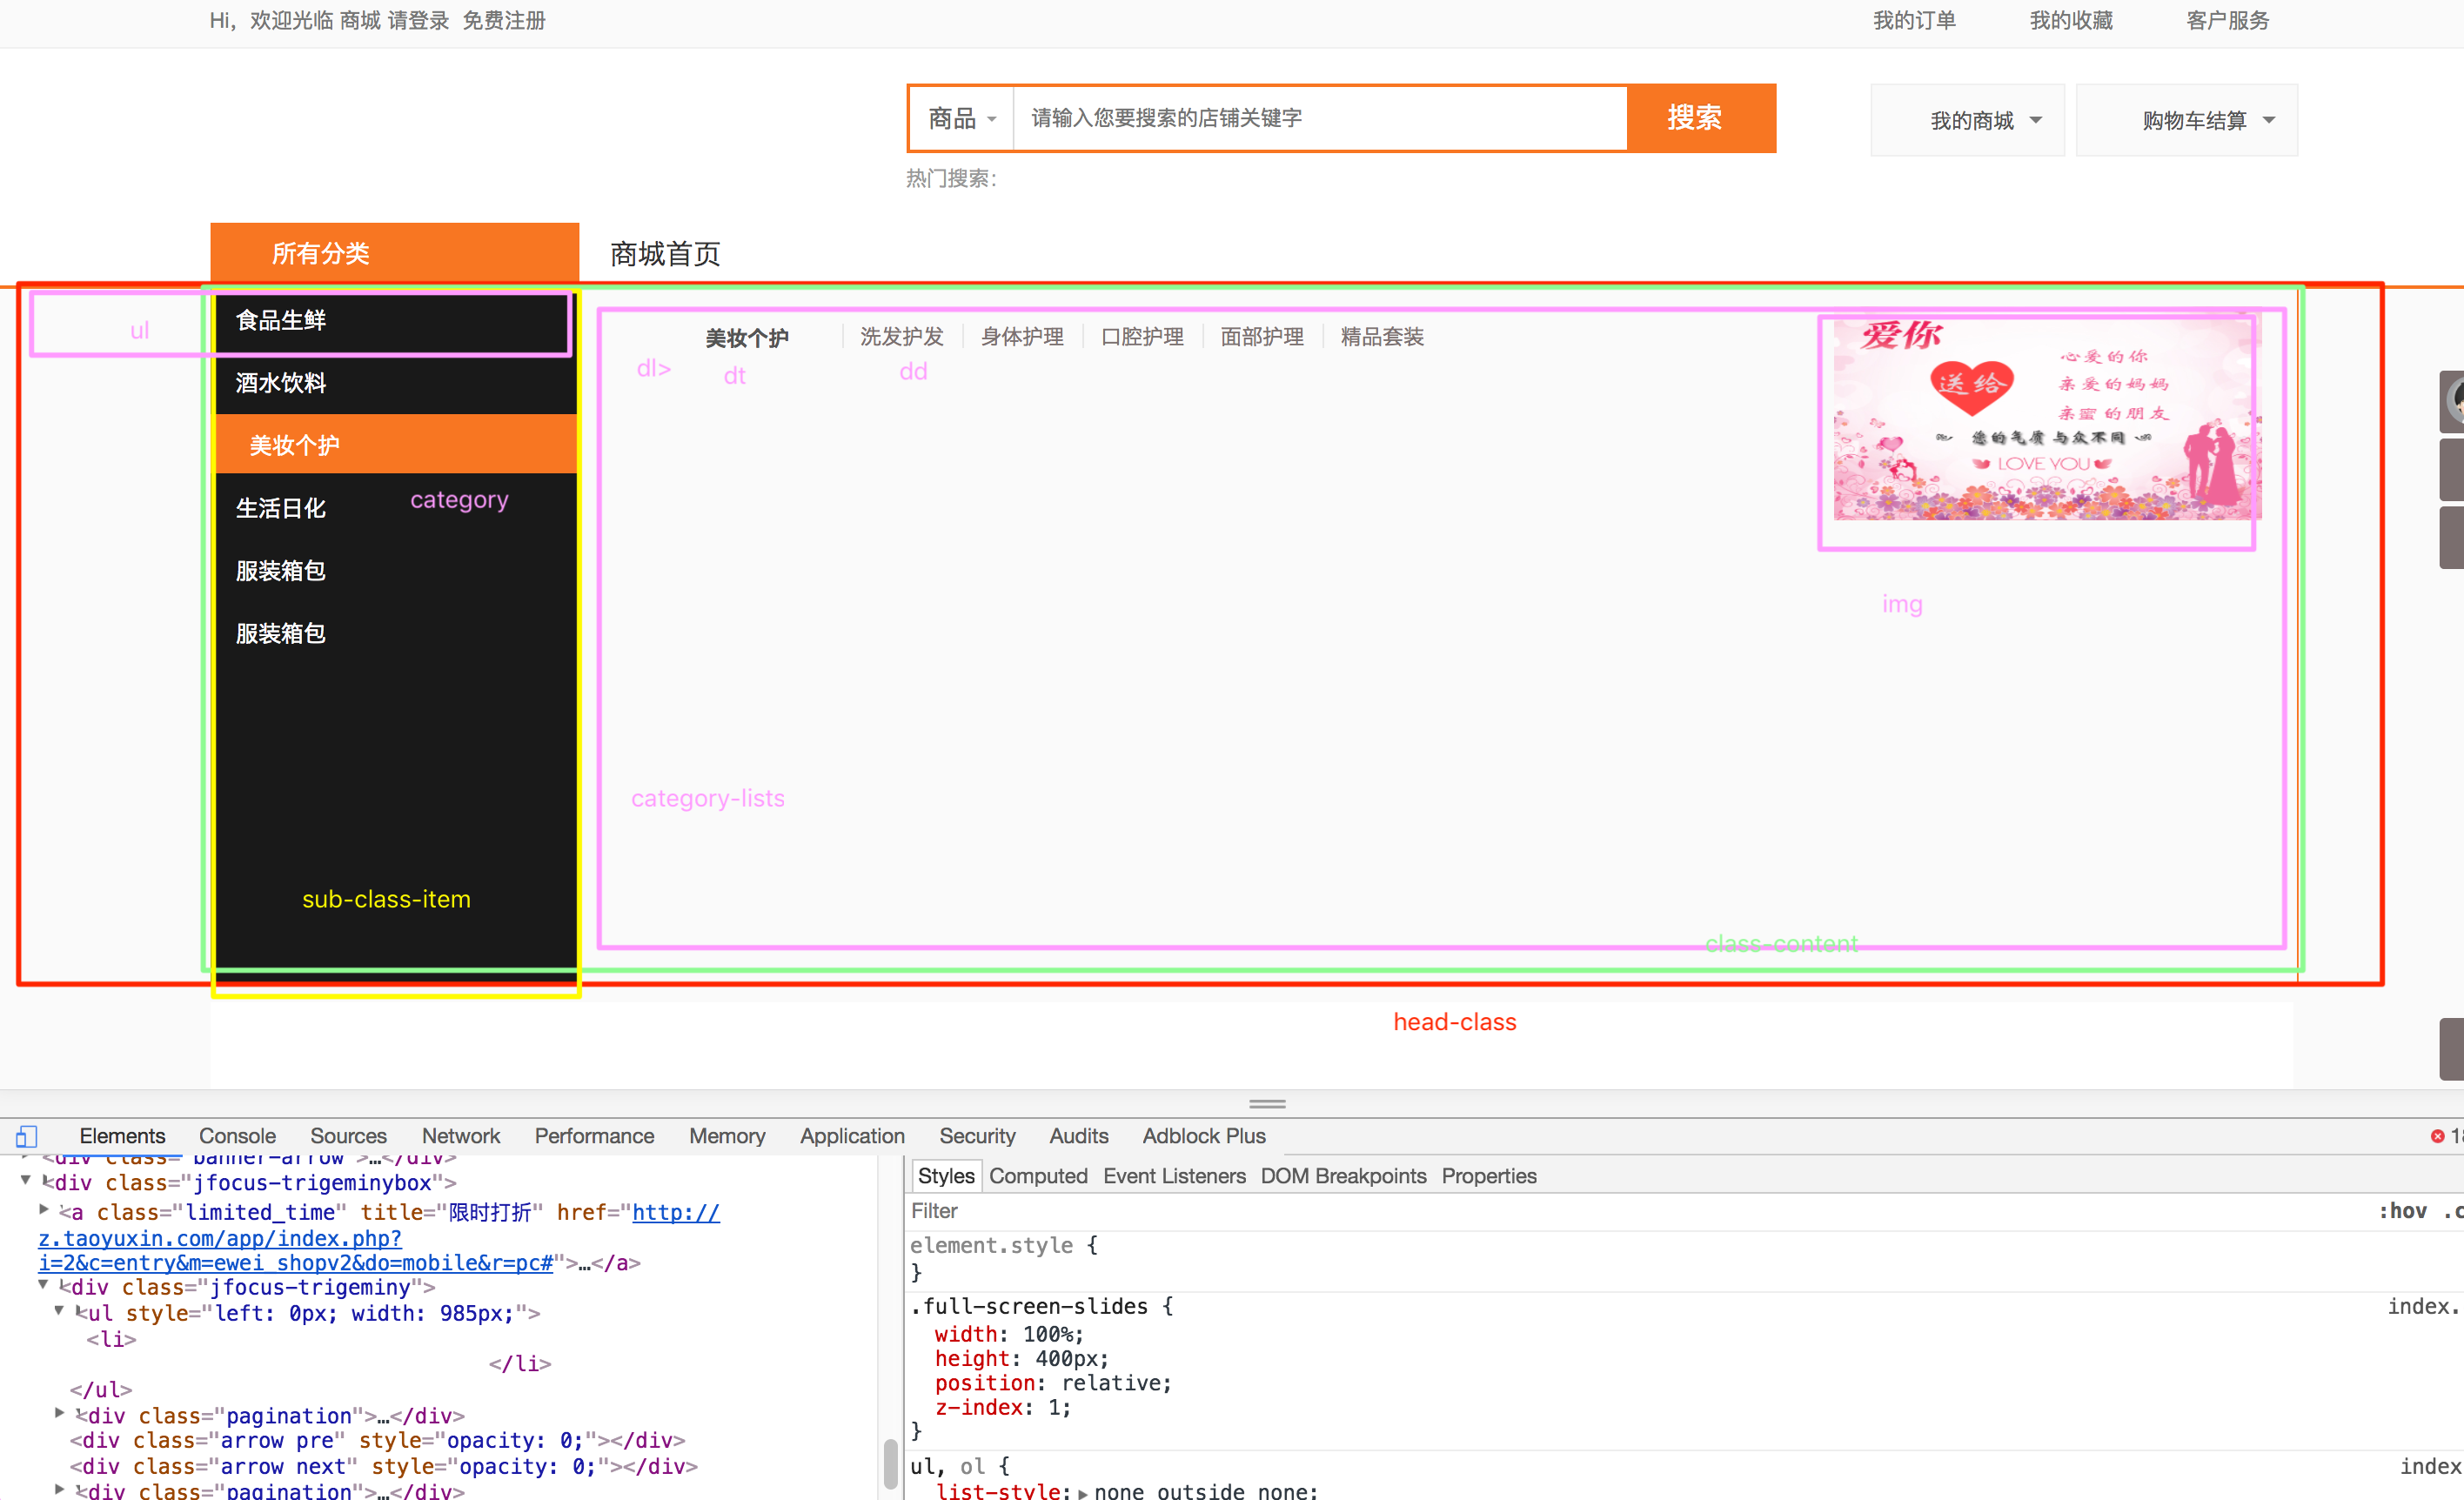 Hi，欢迎光临 商城 请登录 免费注册
我的订单 我的收藏 客户服务
商品 请输入您要搜索的店铺关键字 搜索
我的商城 购物车结算
热门搜索：
所有分类 商城首页
食品生鲜
ul
酒水饮料
美妆个护
生活日化
category
服装箱包
服装箱包
sub-class-item
美妆个护 洗发护发 身体护理 口腔护理 面部护理 精品套装
dl> dt dd
爱你
送给
心爱的你
亲爱的妈妈
亲蜜的朋友
您的气质与众不同
LOVE YOU
img
category-lists
class-content
head-class
Elements Console Sources Network Performance Memory Application Security Audits Adblock Plus
<div class="banner-arrow">…</div>
<div class="jfocus-trigeminybox">
<a class="limited_time" title="限时打折" href="http://
z.taoyuxin.com/app/index.php?
i=2&c=entry&m=ewei_shopv2&do=mobile&r=pc#">…</a>
<div class="jfocus-trigeminy">
<ul style="left: 0px; width: 985px;">
<li>
</li>
</ul>
<div class="pagination">…</div>
<div class="arrow pre" style="opacity: 0;"></div>
<div class="arrow next" style="opacity: 0;"></div>
<div class="pagination">…</div>
Styles Computed Event Listeners DOM Breakpoints Properties
Filter :hov
element.style {
}
.full-screen-slides { index.
width: 100%;
height: 400px;
position: relative;
z-index: 1;
}
ul, ol { index
list-style: none outside none;